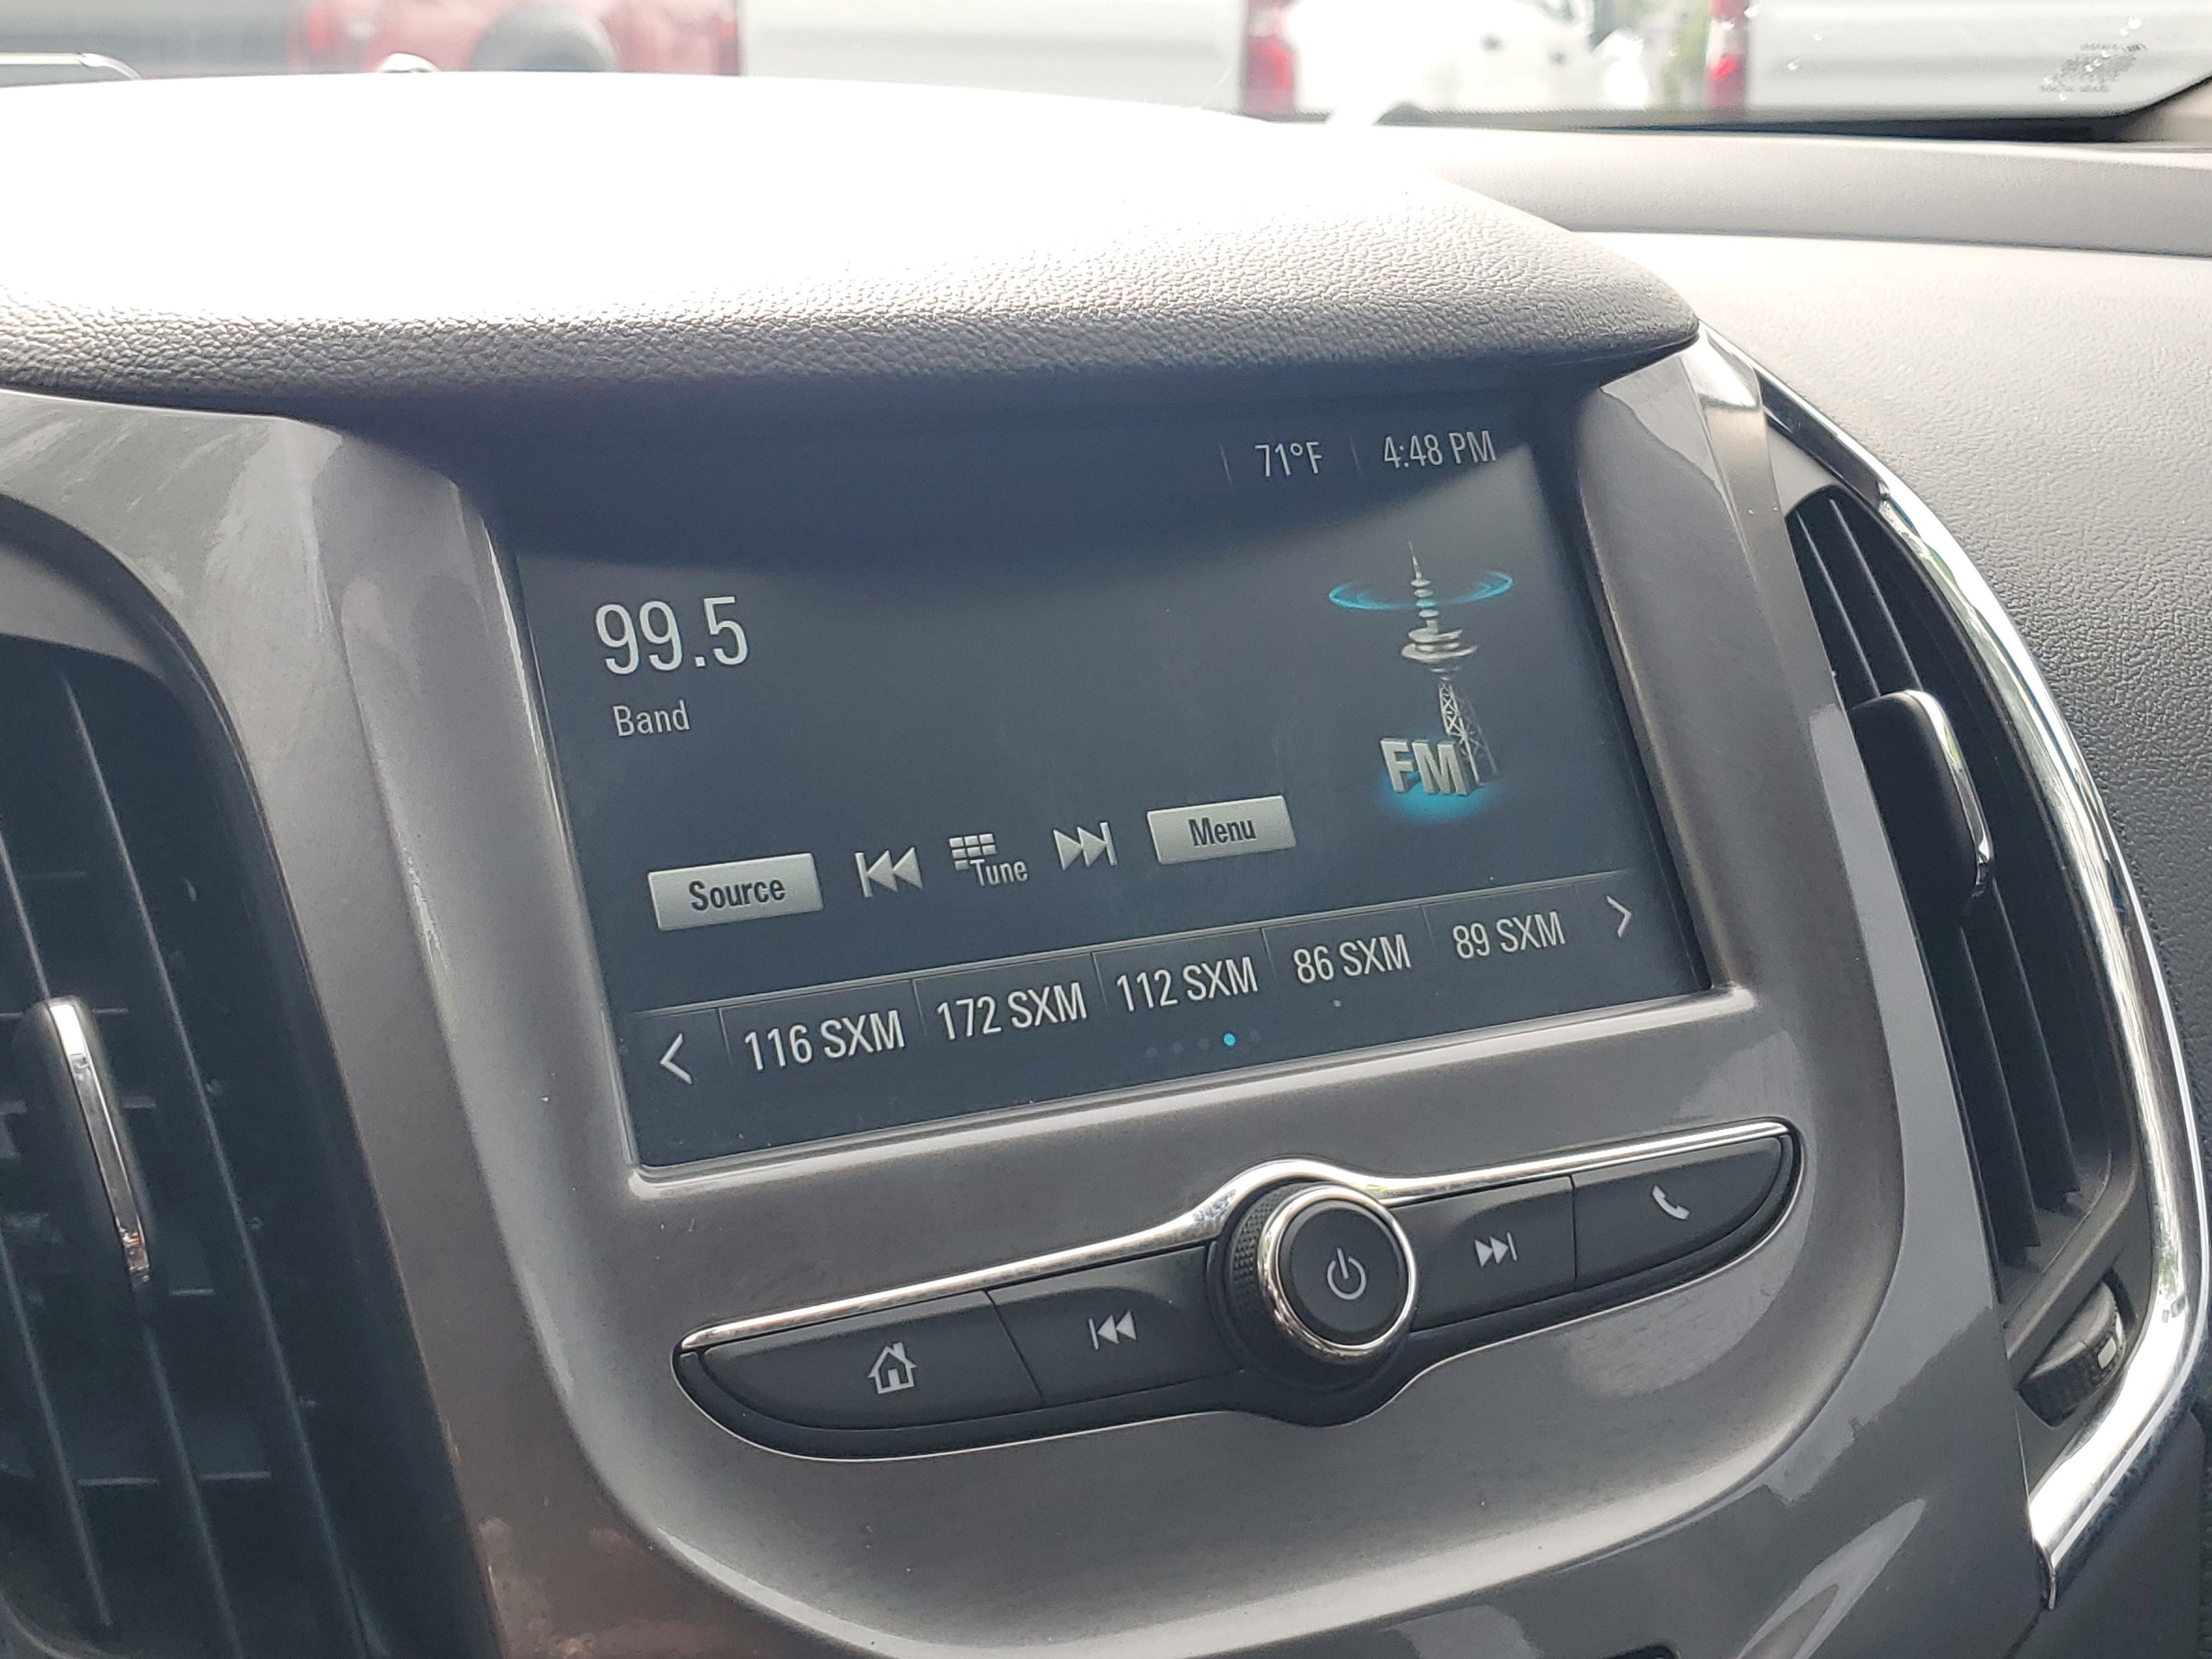 71°F 4:48 PM
99.5
Band
FM
Source Tune Menu
116 SXM 172 SXM 112 SXM 86 SXM 89 SXM